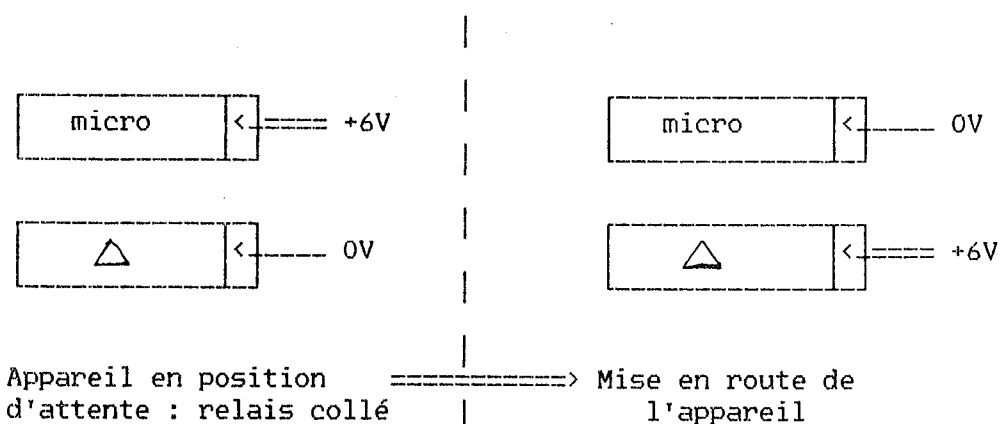 micro < ==== +6V
micro < ----- 0V
△ < ----- 0V
△ < ==== +6V
Appareil en position ===========> Mise en route de
d'attente : relais collé l'appareil